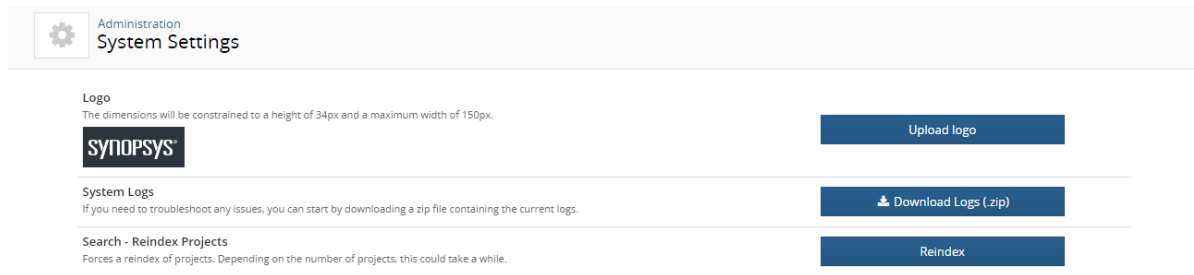 Administration
System Settings
Logo
The dimensions will be constrained to a height of 34px and a maximum width of 150px.
Upload logo
SYNOPSYS®
System Logs
If you need to troubleshoot any issues, you can start by downloading a zip file containing the current logs.
Download Logs (.zip)
Search - Reindex Projects
Forces a reindex of projects. Depending on the number of projects, this could take a while.
Reindex